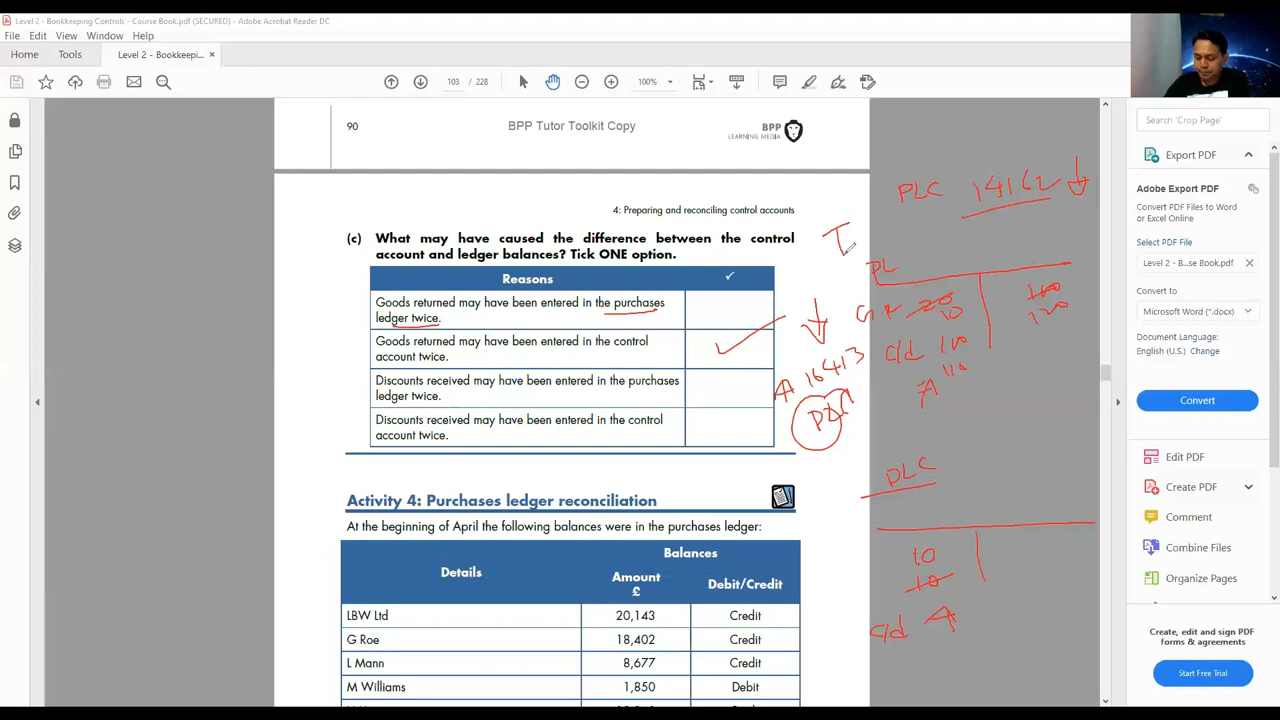 Level 2 - Bookkeeping Controls - Course Book.pdf (SECURED) - Adobe Acrobat Reader DC
File Edit View Window Help
Home Tools Level 2 - Bookkeepi... ×
103 / 228 100%
90 BPP Tutor Toolkit Copy BPP
LEARNING MEDIA
4: Preparing and reconciling control accounts
(c) What may have caused the difference between the control
account and ledger balances? Tick ONE option.
Reasons ✓
Goods returned may have been entered in the purchases
ledger twice.
Goods returned may have been entered in the control
account twice.
Discounts received may have been entered in the purchases
ledger twice.
Discounts received may have been entered in the control
account twice.
Activity 4: Purchases ledger reconciliation
At the beginning of April the following balances were in the purchases ledger:
Details Balances
Amount Debit/Credit
£
LBW Ltd 20,143 Credit
G Roe 18,402 Credit
L Mann 8,677 Credit
M Williams 1,850 Debit
PLC 14162
T
PL
20 100
10 120
16413 c/d 110
110
PLC
10
10
c/d
Search 'Crop Page'
Export PDF
Adobe Export PDF
Convert PDF Files to Word
or Excel Online
Select PDF File
Level 2 - B...se Book.pdf ×
Convert to
Microsoft Word (*.docx)
Document Language:
English (U.S.) Change
Convert
Edit PDF
Create PDF
Comment
Combine Files
Organize Pages
Create, edit and sign PDF
forms & agreements
Start Free Trial